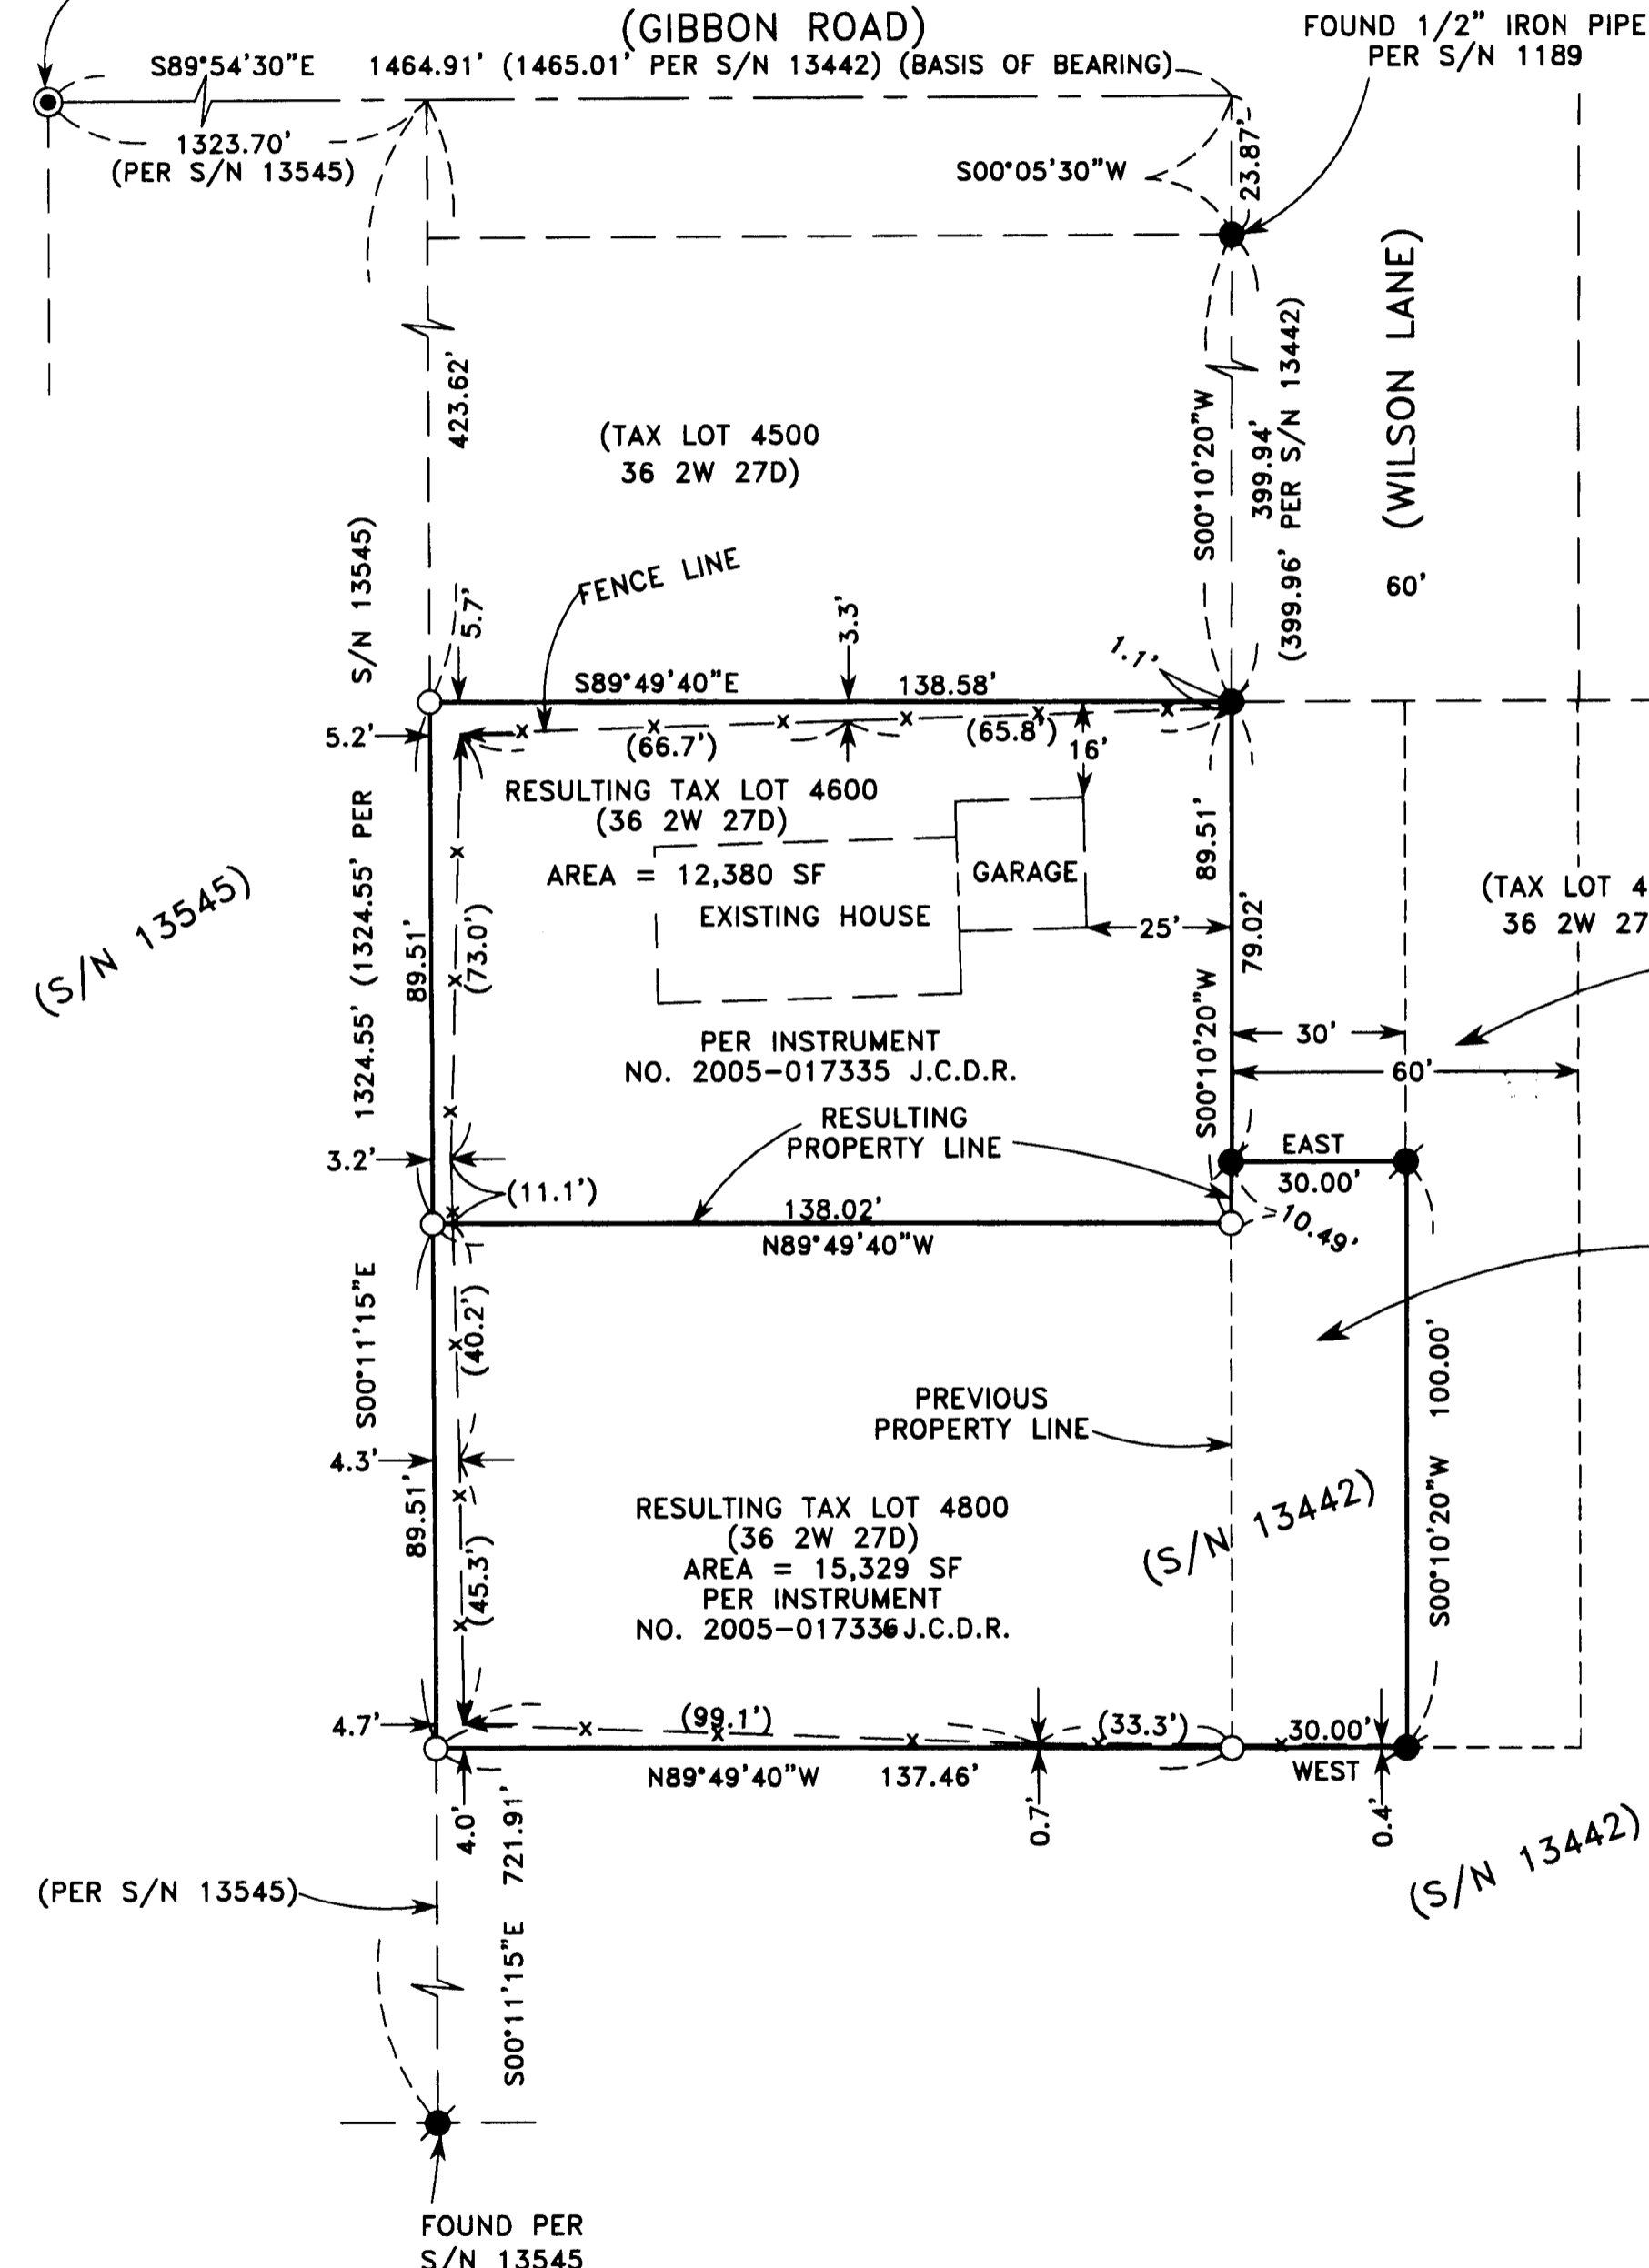 (GIBBON ROAD)
S89°54'30"E 1464.91' (1465.01' PER S/N 13442) (BASIS OF BEARING)
FOUND 1/2" IRON PIPE
PER S/N 1189
1323.70'
(PER S/N 13545)
S00°05'30"W
23.87'
423.62'
(TAX LOT 4500
36 2W 27D)
S00°10'20"W
399.94'
(399.96' PER S/N 13442)
(WILSON LANE)
60'
FENCE LINE
5.7'
3.3'
1.1'
S89°49'40"E 138.58'
5.2'
(66.7')
(65.8')
16'
RESULTING TAX LOT 4600
(36 2W 27D)
AREA = 12,380 SF
GARAGE
EXISTING HOUSE
25'
89.51'
79.02'
S00°10'20"W
(TAX LOT 4
36 2W 27
(S/N 13545)
S00°11'15"E 1324.55' (1324.55' PER S/N 13545)
89.51'
(73.0')
PER INSTRUMENT
NO. 2005-017335 J.C.D.R.
30'
60'
RESULTING
PROPERTY LINE
EAST
30.00'
3.2'
(11.1')
138.02'
N89°49'40"W
10.49'
(40.2')
PREVIOUS
PROPERTY LINE
S00°10'20"W 100.00'
4.3'
89.51'
(45.3')
RESULTING TAX LOT 4800
(36 2W 27D)
AREA = 15,329 SF
PER INSTRUMENT
NO. 2005-017336 J.C.D.R.
(S/N 13442)
4.7'
(99.1')
(33.3')
30.00'
N89°49'40"W 137.46'
WEST
4.0'
0.7'
0.4'
(S/N 13442)
(PER S/N 13545)
S00°11'15"E 721.91'
FOUND PER
S/N 13545